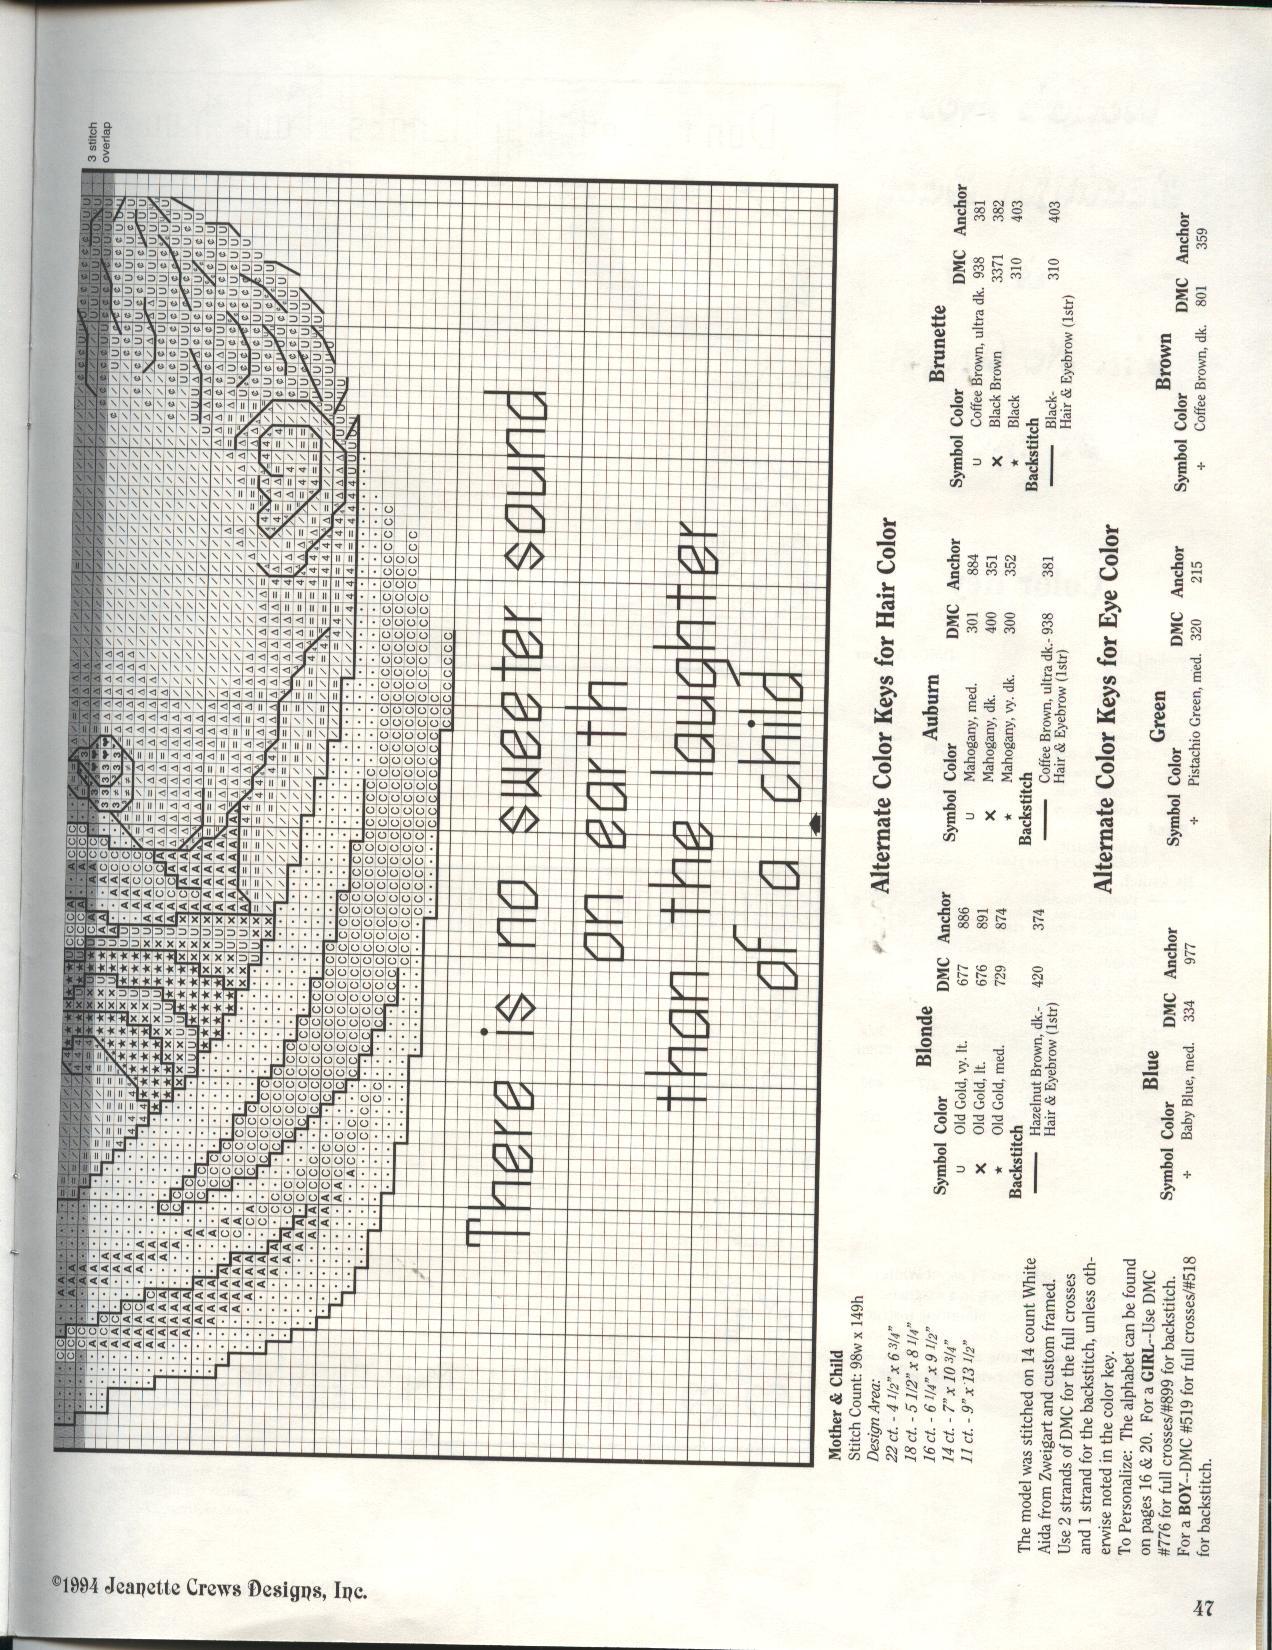 3 stitch
overlap
There is no sweeter sound
on earth
than the laughter
of a child
Mother & Child
Stitch Count: 98w x 149h
Design Area:
22 ct. - 4 1/2" x 6 3/4"
18 ct. - 5 1/2" x 8 1/4"
16 ct. - 6 1/4" x 9 1/2"
14 ct. - 7" x 10 3/4"
11 ct. - 9" x 13 1/2"
The model was stitched on 14 count White
Aida from Zweigart and custom framed.
Use 2 strands of DMC for the full crosses
and 1 strand for the backstitch, unless oth-
erwise noted in the color key.
To Personalize: The alphabet can be found
on pages 16 & 20. For a GIRL--Use DMC
#776 for full crosses/#899 for backstitch.
For a BOY--DMC #519 for full crosses/#518
for backstitch.
Alternate Color Keys for Hair Color
Blonde
Symbol Color DMC Anchor
U Old Gold, vy. lt. 677 886
✕ Old Gold, lt. 676 891
★ Old Gold, med. 729 874
Backstitch
Hazelnut Brown, dk.- 420 374
Hair & Eyebrow (1str)
Auburn
Symbol Color DMC Anchor
U Mahogany, med. 301 884
✕ Mahogany, dk. 400 351
★ Mahogany, vy. dk. 300 352
Backstitch
Coffee Brown, ultra dk.- 938 381
Hair & Eyebrow (1str)
Brunette
Symbol Color DMC Anchor
U Coffee Brown, ultra dk. 938 381
✕ Black Brown 3371 382
★ Black 310 403
Backstitch
Black- 310 403
Hair & Eyebrow (1str)
Alternate Color Keys for Eye Color
Blue
Symbol Color DMC Anchor
÷ Baby Blue, med. 334 977
Green
Symbol Color DMC Anchor
÷ Pistachio Green, med. 320 215
Brown
Symbol Color DMC Anchor
÷ Coffee Brown, dk. 801 359
©1994 Jeanette Crews Designs, Inc.
47